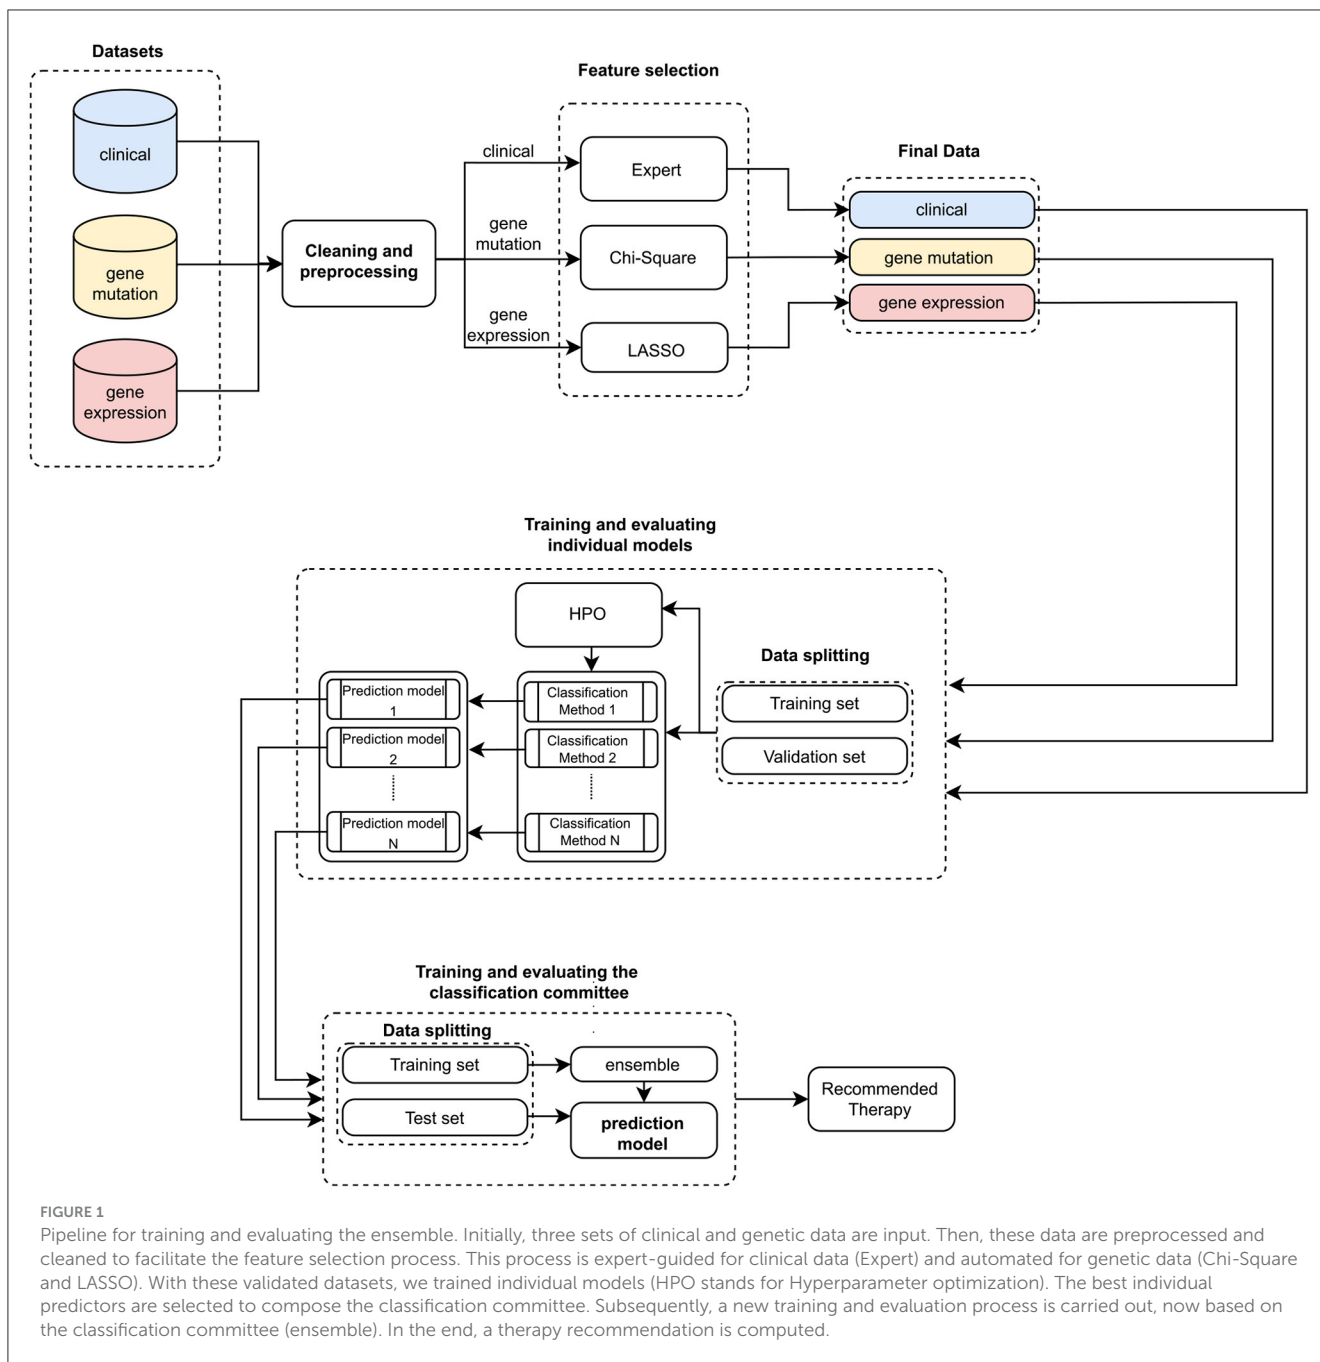 Datasets
clinical
gene
mutation
gene
expression
Cleaning and
preprocessing
Feature selection
clinical
gene
mutation
gene
expression
Expert
Chi-Square
LASSO
Final Data
clinical
gene mutation
gene expression
Training and evaluating
individual models
HPO
Data splitting
Training set
Validation set
Classification
Method 1
Classification
Method 2
Classification
Method N
Prediction model
1
Prediction model
2
Prediction model
N
Training and evaluating the
classification committee
Data splitting
Training set
Test set
ensemble
prediction
model
Recommended
Therapy
FIGURE 1
Pipeline for training and evaluating the ensemble. Initially, three sets of clinical and genetic data are input. Then, these data are preprocessed and
cleaned to facilitate the feature selection process. This process is expert-guided for clinical data (Expert) and automated for genetic data (Chi-Square
and LASSO). With these validated datasets, we trained individual models (HPO stands for Hyperparameter optimization). The best individual
predictors are selected to compose the classification committee. Subsequently, a new training and evaluation process is carried out, now based on
the classification committee (ensemble). In the end, a therapy recommendation is computed.